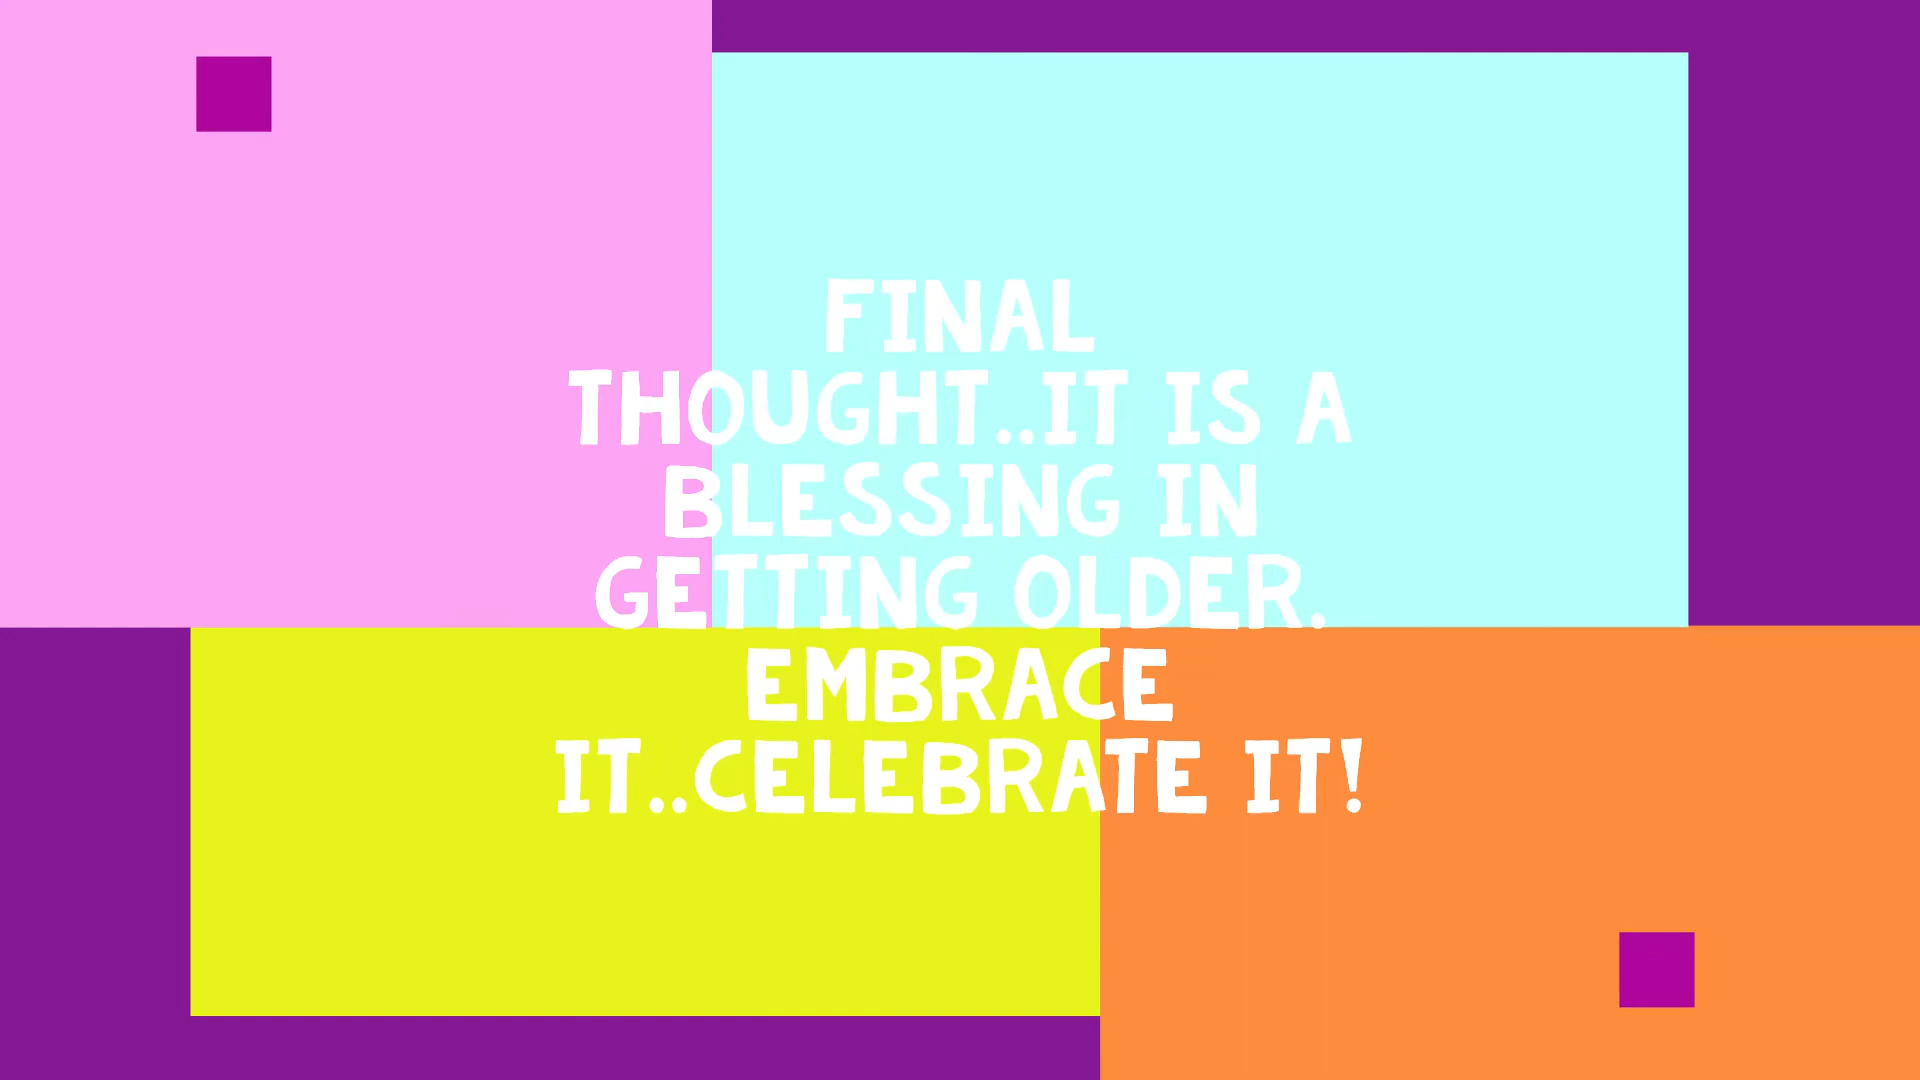 FINAL
THOUGHT..IT IS A
BLESSING IN
GETTING OLDER.
EMBRACE
IT..CELEBRATE IT!